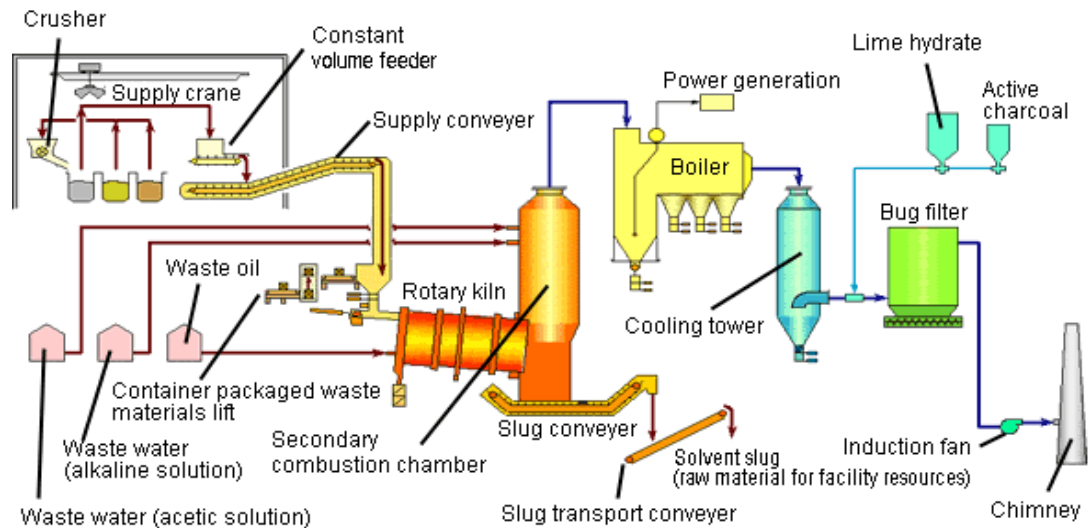 Crusher
Constant
volume feeder
Lime hydrate
Active
charcoal
Power generation
Supply crane
Supply conveyer
Boiler
Bug filter
Waste oil
Rotary kiln
Cooling tower
Container packaged waste
materials lift
Slug conveyer
Secondary
combustion chamber
Waste water
(alkaline solution)
Solvent slug
(raw material for facility resources)
Induction fan
Waste water (acetic solution)
Slug transport conveyer
Chimney